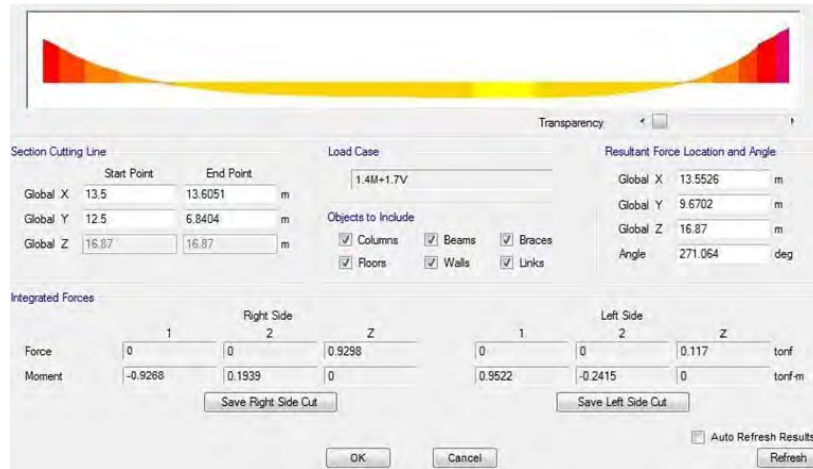 Transparency
Section Cutting Line
Start Point End Point
Global X 13.5 13.6051 m
Global Y 12.5 6.8404 m
Global Z 16.87 16.87 m
Load Case
1.4M+1.7V
Objects to Include
Columns Beams Braces
Floors Walls Links
Resultant Force Location and Angle
Global X 13.5526 m
Global Y 9.6702 m
Global Z 16.87 m
Angle 271.064 deg
Integrated Forces
Right Side Left Side
1 2 Z 1 2 Z
Force 0 0 0.9298 0 0 0.117 tonf
Moment -0.9268 0.1939 0 0.9522 -0.2415 0 tonf-m
Save Right Side Cut Save Left Side Cut
Auto Refresh Results
OK Cancel Refresh